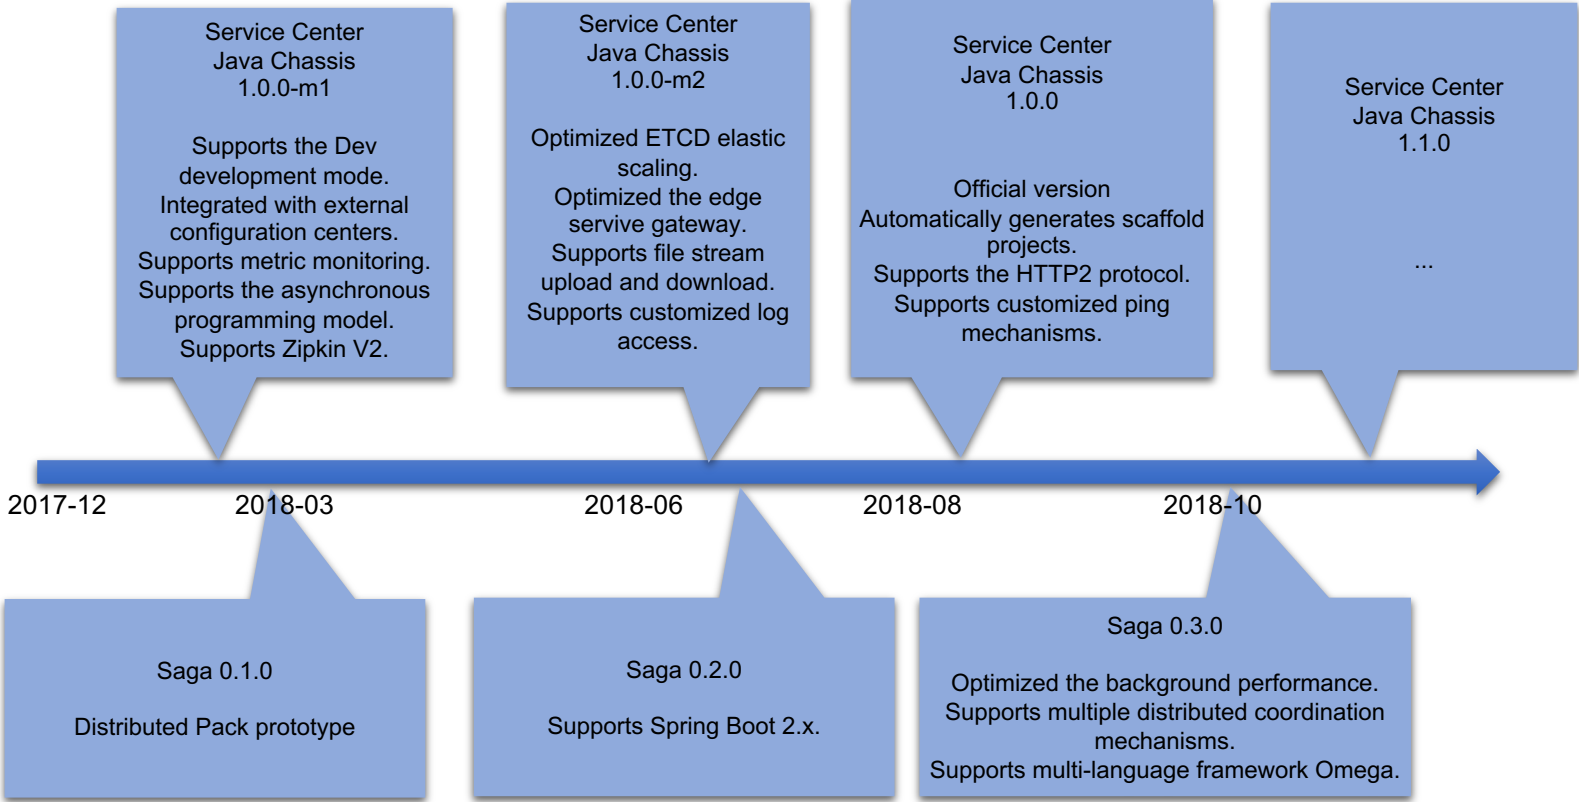 Service Center
Java Chassis
1.0.0-m1
Supports the Dev
development mode.
Integrated with external
configuration centers.
Supports metric monitoring.
Supports the asynchronous
programming model.
Supports Zipkin V2.
Service Center
Java Chassis
1.0.0-m2
Optimized ETCD elastic
scaling.
Optimized the edge
servive gateway.
Supports file stream
upload and download.
Supports customized log
access.
Service Center
Java Chassis
1.0.0
Official version
Automatically generates scaffold
projects.
Supports the HTTP2 protocol.
Supports customized ping
mechanisms.
Service Center
Java Chassis
1.1.0
...
2017-12
2018-03
2018-06
2018-08
2018-10
Saga 0.1.0
Distributed Pack prototype
Saga 0.2.0
Supports Spring Boot 2.x.
Saga 0.3.0
Optimized the background performance.
Supports multiple distributed coordination
mechanisms.
Supports multi-language framework Omega.